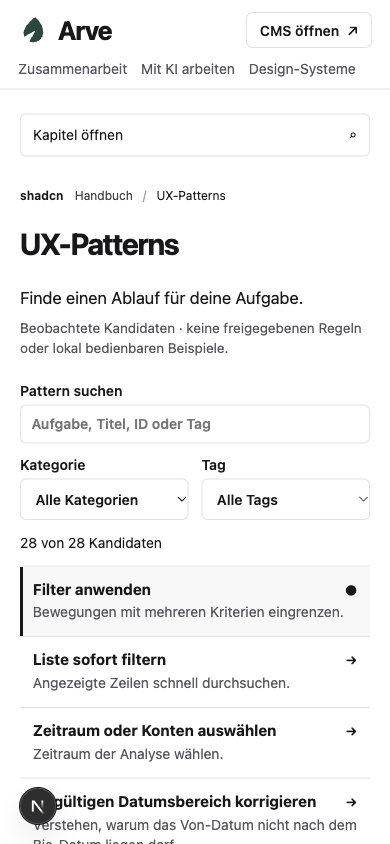 Arve
CMS öffnen ↗
Zusammenarbeit Mit KI arbeiten Design-Systeme
Kapitel öffnen
shadcn Handbuch / UX-Patterns
UX-Patterns
Finde einen Ablauf für deine Aufgabe.
Beobachtete Kandidaten · keine freigegebenen Regeln
oder lokal bedienbaren Beispiele.
Pattern suchen
Aufgabe, Titel, ID oder Tag
Kategorie Tag
Alle Kategorien Alle Tags
28 von 28 Kandidaten
Filter anwenden
Bewegungen mit mehreren Kriterien eingrenzen.
Liste sofort filtern →
Angezeigte Zeilen schnell durchsuchen.
Zeitraum oder Konten auswählen →
Zeitraum der Analyse wählen.
N
gültigen Datumsbereich korrigieren →
Verstehen, warum das Von-Datum nicht nach dem